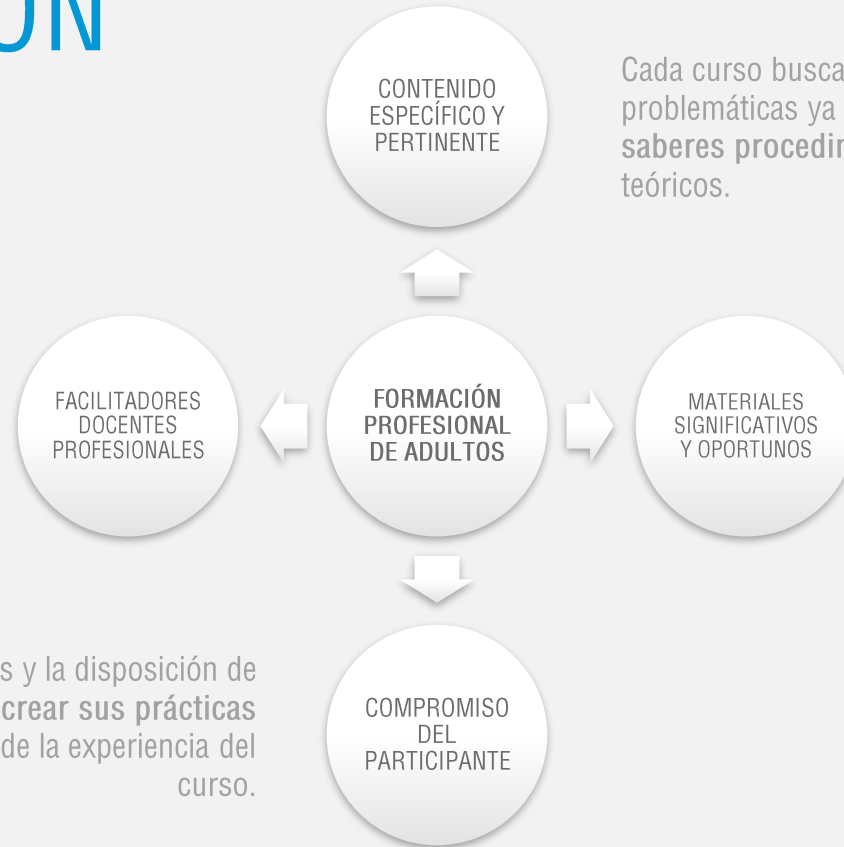 ÓN
CONTENIDO
ESPECÍFICO Y
PERTINENTE
Cada curso busca
problemáticas ya
saberes
teóricos.
FACILITADORES
DOCENTES
PROFESIONALES
FORMACIÓN
PROFESIONAL
DE ADULTOS
MATERIALES
SIGNIFICATIVOS
Y OPORTUNOS
s y la disposición de
crear sus prácticas
de la experiencia del
curso.
COMPROMISO
DEL
PARTICIPANTE